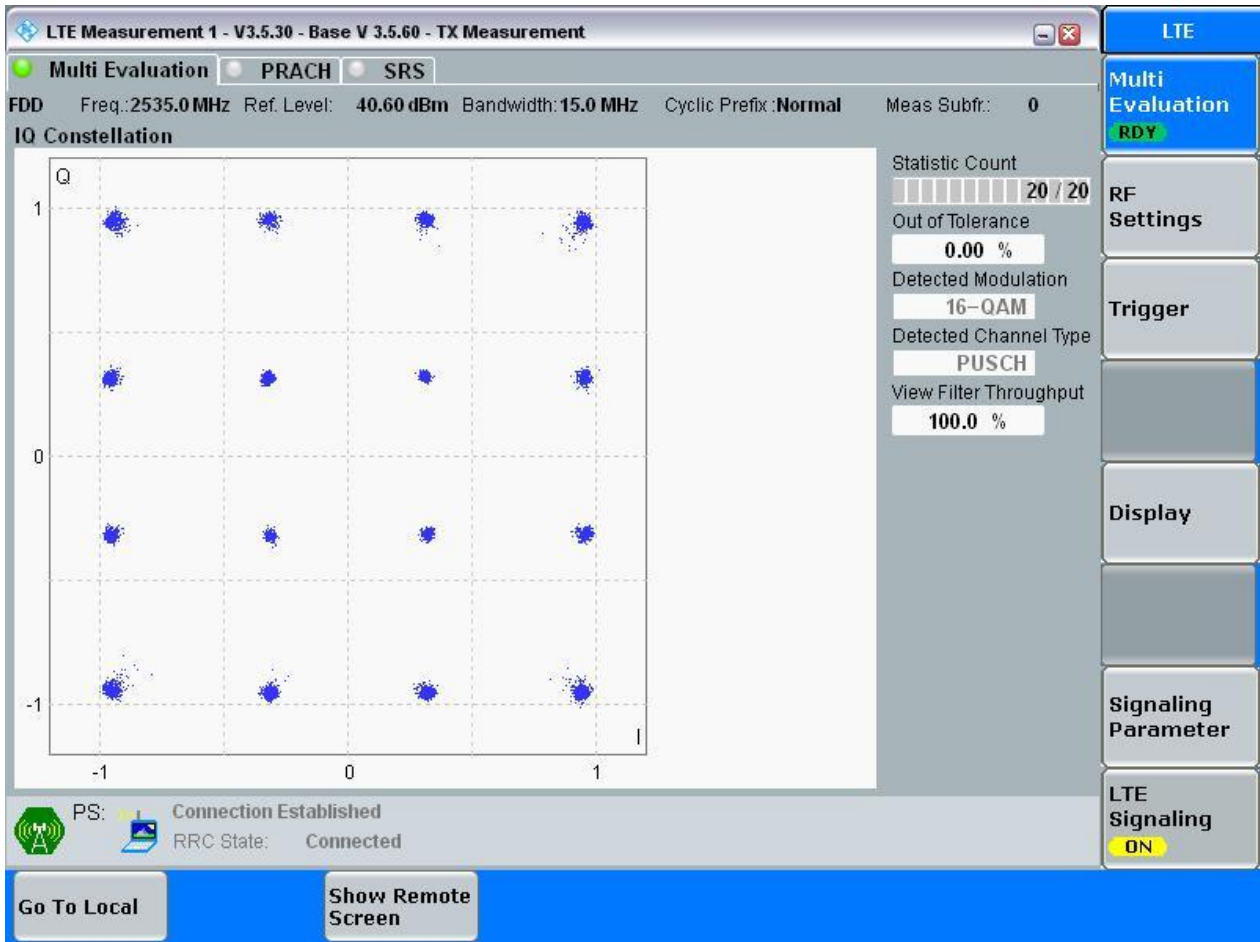 LTE Measurement 1 - V3.5.30 - Base V 3.5.60 - TX Measurement
LTE
Multi Evaluation PRACH SRS
FDD Freq.:2535.0 MHz Ref. Level: 40.60 dBm Bandwidth:15.0 MHz Cyclic Prefix :Normal Meas Subfr.: 0
IQ Constellation
Q
1
0
-1
-1 0 1
I
Statistic Count
20 / 20
Out of Tolerance
0.00 %
Detected Modulation
16-QAM
Detected Channel Type
PUSCH
View Filter Throughput
100.0 %
Multi
Evaluation
RDY
RF
Settings
Trigger
Display
Signaling
Parameter
LTE
Signaling
ON
PS: Connection Established
RRC State: Connected
Go To Local
Show Remote
Screen